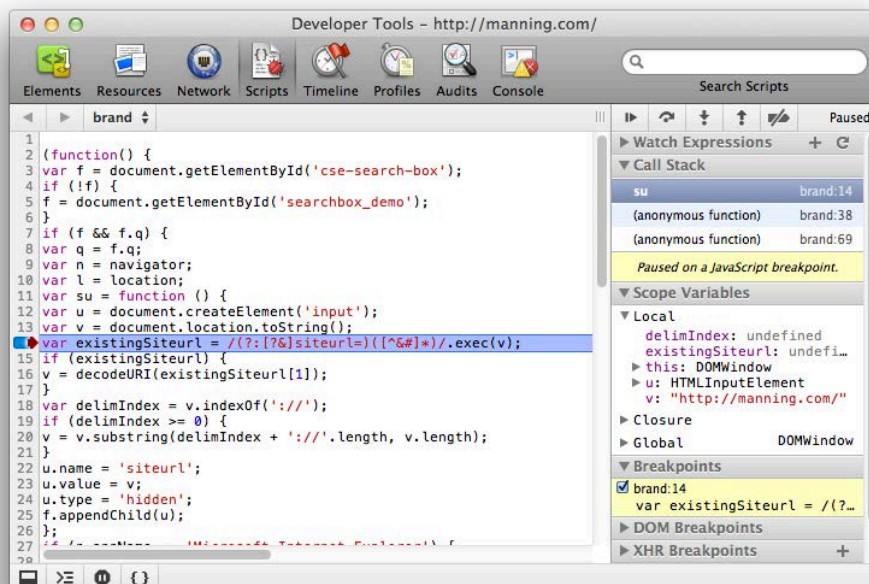 Developer Tools – http://manning.com/
Elements Resources Network Scripts Timeline Profiles Audits Console
Search Scripts
brand
Paused
1
2 (function() {
3 var f = document.getElementById('cse-search-box');
4 if (!f) {
5 f = document.getElementById('searchbox_demo');
6 }
7 if (f && f.q) {
8 var q = f.q;
9 var n = navigator;
10 var l = location;
11 var su = function () {
12 var u = document.createElement('input');
13 var v = document.location.toString();
var existingSiteurl = /(?:[?&]siteurl=)([^&#]*)/.exec(v);
15 if (existingSiteurl) {
16 v = decodeURI(existingSiteurl[1]);
17 }
18 var delimIndex = v.indexOf('://');
19 if (delimIndex >= 0) {
20 v = v.substring(delimIndex + '://'.length, v.length);
21 }
22 u.name = 'siteurl';
23 u.value = v;
24 u.type = 'hidden';
25 f.appendChild(u);
26 };
27 if (n.appName == 'Microsoft Internet Explorer') {
28
Watch Expressions
Call Stack
su brand:14
(anonymous function) brand:38
(anonymous function) brand:69
Paused on a JavaScript breakpoint.
Scope Variables
Local
delimIndex: undefined
existingSiteurl: undefi…
this: DOMWindow
u: HTMLInputElement
v: "http://manning.com/"
Closure
Global DOMWindow
Breakpoints
brand:14
var existingSiteurl = /(?…
DOM Breakpoints
XHR Breakpoints